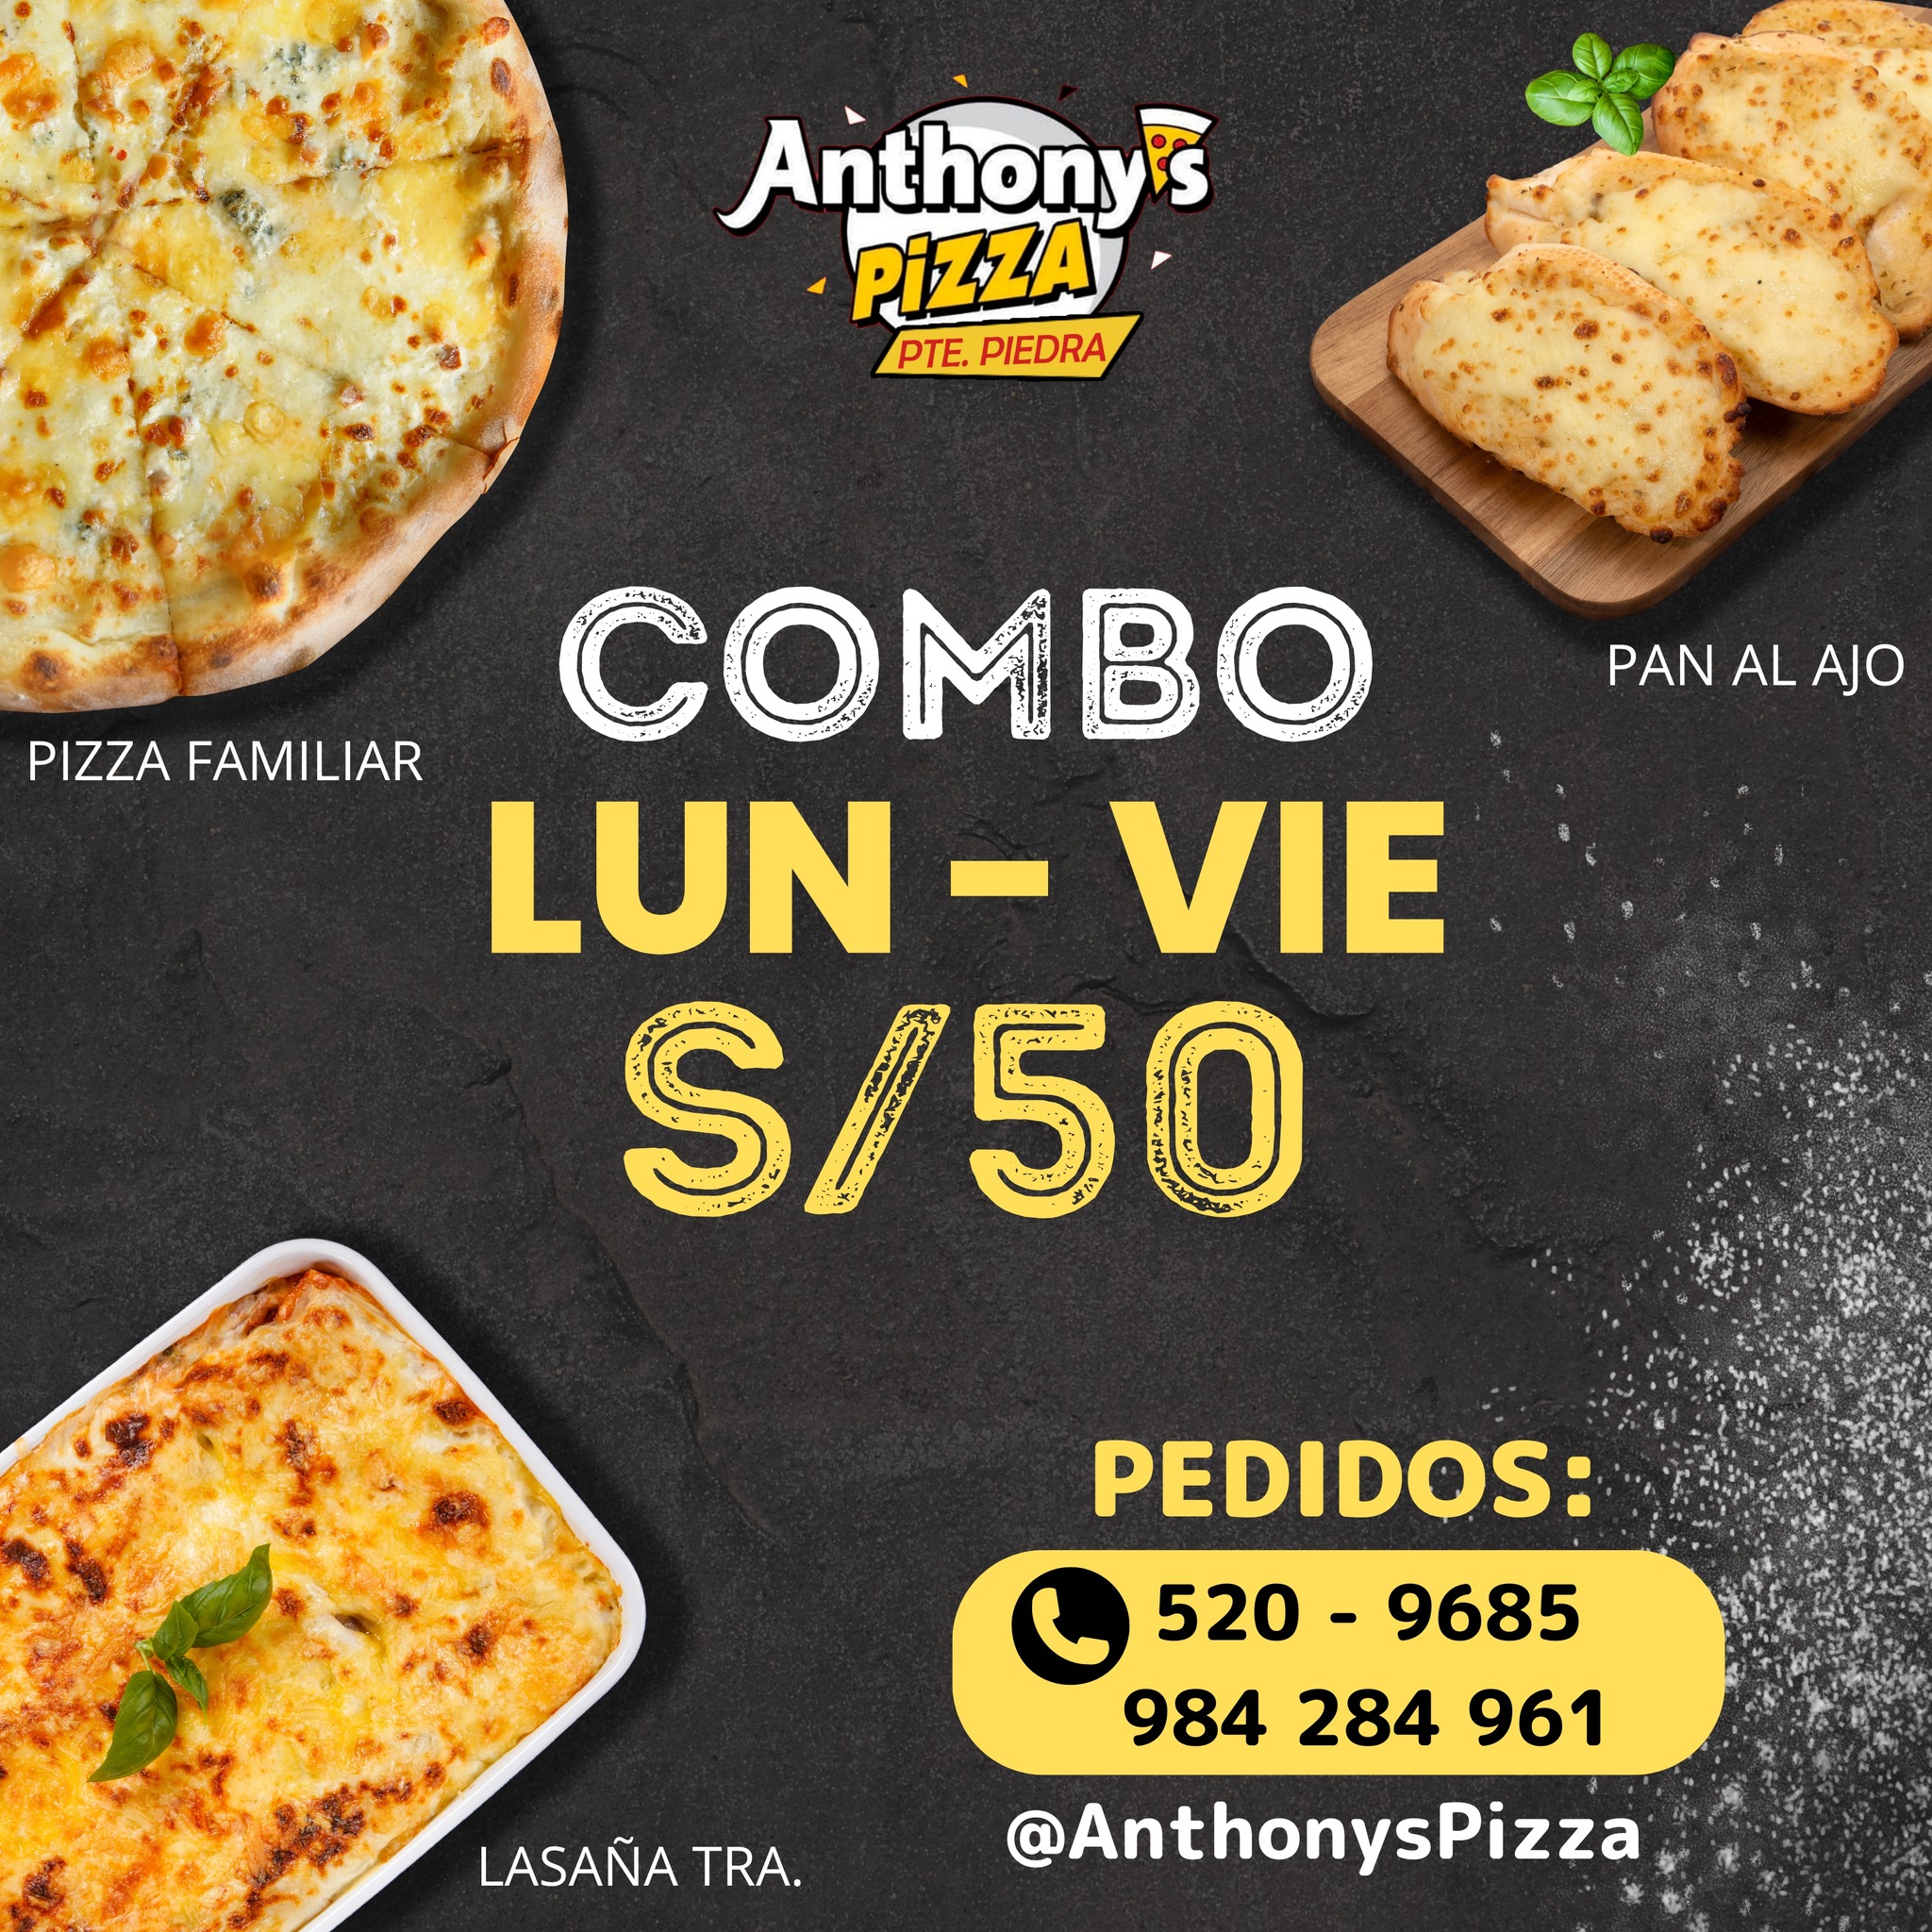 Anthony's
PiZZA
PTE. PIEDRA
PAN AL AJO
PIZZA FAMILIAR
COMBO
LUN - VIE
S/50
PEDIDOS:
520 - 9685
984 284 961
@AnthonysPizza
LASAÑA TRA.